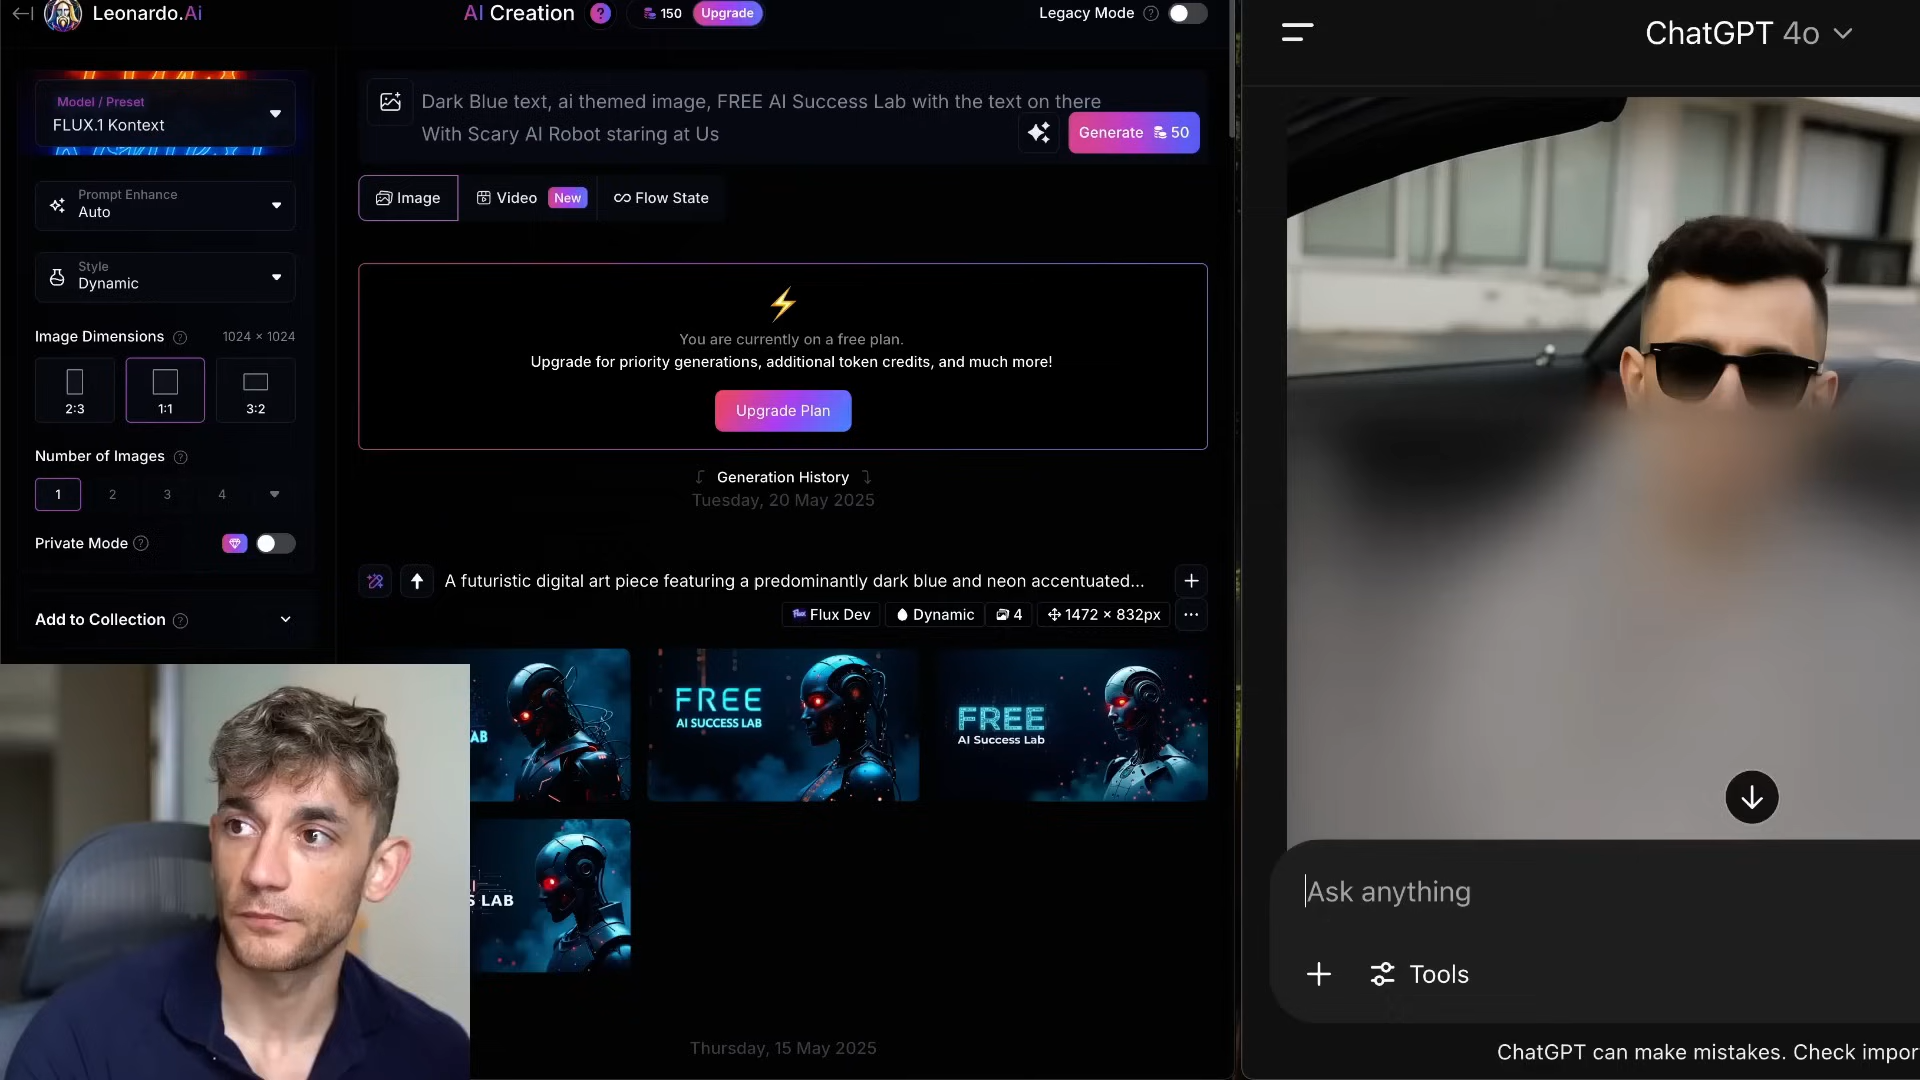 Leonardo.Ai
AI Creation
?
150
Upgrade
Legacy Mode
?
Model / Preset
FLUX.1 Kontext
Prompt Enhance
Auto
Style
Dynamic
Image Dimensions ?
1024 × 1024
2:3
1:1
3:2
Number of Images ?
1
2
3
4
Private Mode ?
Add to Collection ?
Dark Blue text, ai themed image, FREE AI Success Lab with the text on there
With Scary AI Robot staring at Us
Generate 50
Image
Video New
Flow State
You are currently on a free plan.
Upgrade for priority generations, additional token credits, and much more!
Upgrade Plan
Generation History
Tuesday, 20 May 2025
A futuristic digital art piece featuring a predominantly dark blue and neon accentuated...
Flux Dev
Dynamic
4
1472 × 832px
AB
FREE
AI SUCCESS LAB
FREE
AI Success Lab
S LAB
Thursday, 15 May 2025
ChatGPT 4o
Ask anything
Tools
ChatGPT can make mistakes. Check impor